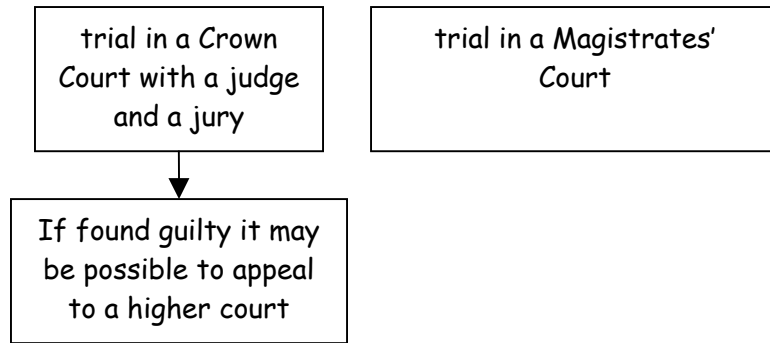 trial in a Crown
Court with a judge
and a jury
trial in a Magistrates’
Court
If found guilty it may
be possible to appeal
to a higher court